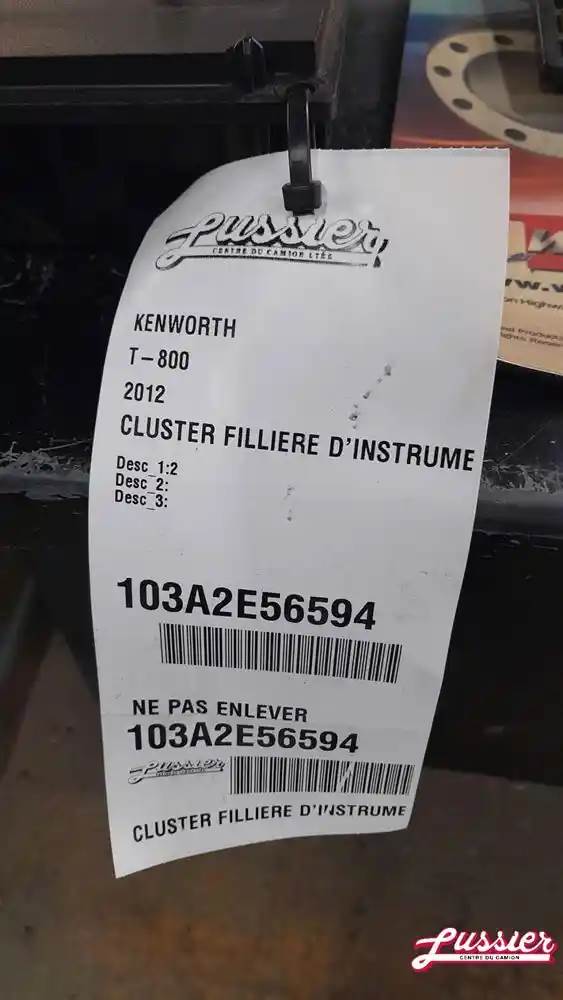 Lussier
CENTRE DU CAMION LTÉE
KENWORTH
T-800
2012
CLUSTER FILLIERE D'INSTRUME
Desc_1:2
Desc_2:
Desc_3:
103A2E56594
NE PAS ENLEVER
103A2E56594
Lussier
CLUSTER FILLIERE D'INSTRUME
Lussier
CENTRE DU CAMION